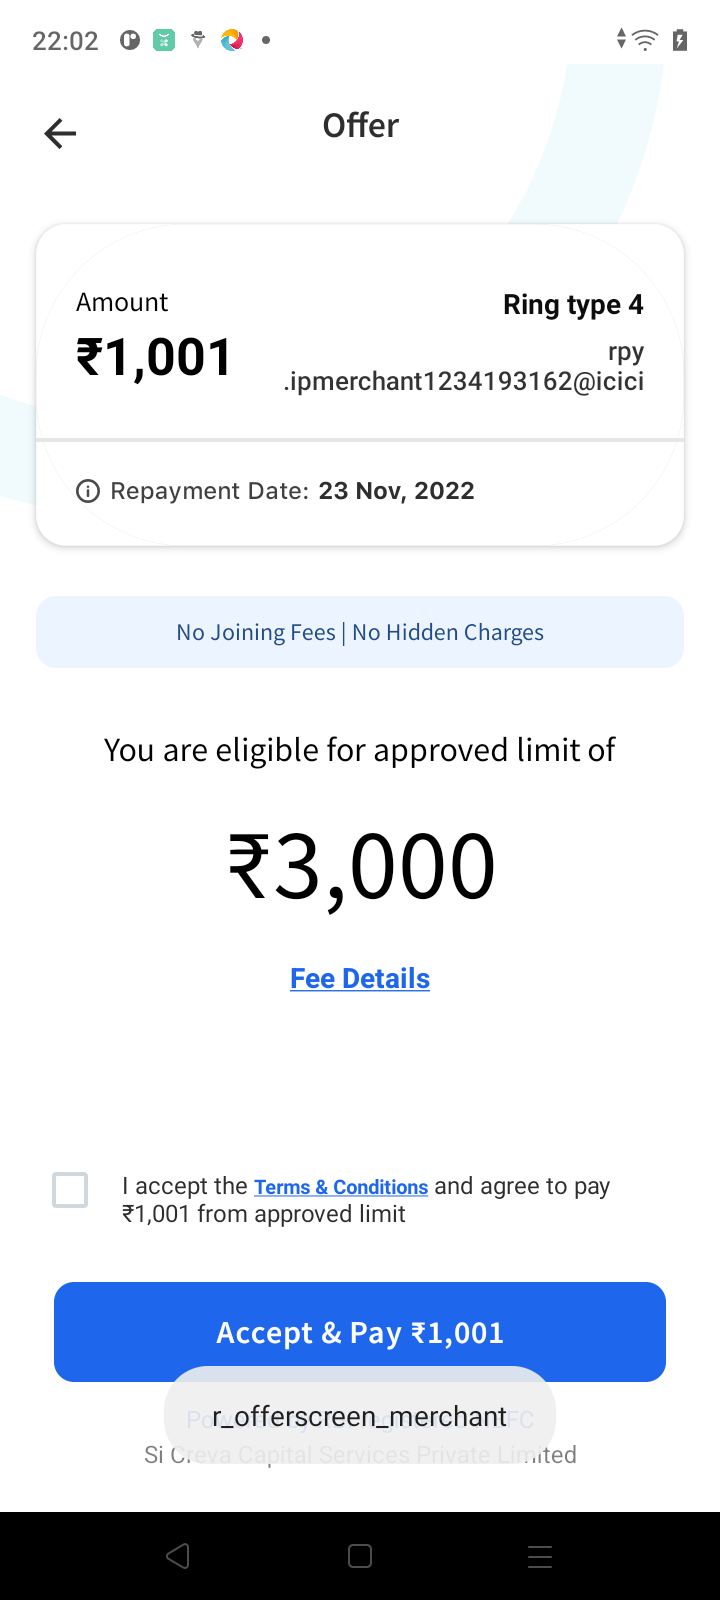 22:02
Offer
Amount
Ring type 4
₹1,001
rpy
.ipmerchant1234193162@icici
Repayment Date: 23 Nov, 2022
No Joining Fees | No Hidden Charges
You are eligible for approved limit of
₹3,000
Fee Details
I accept the Terms & Conditions and agree to pay
₹1,001 from approved limit
Accept & Pay ₹1,001
r_offerscreen_merchant
Si Creva Capital Services Private Limited